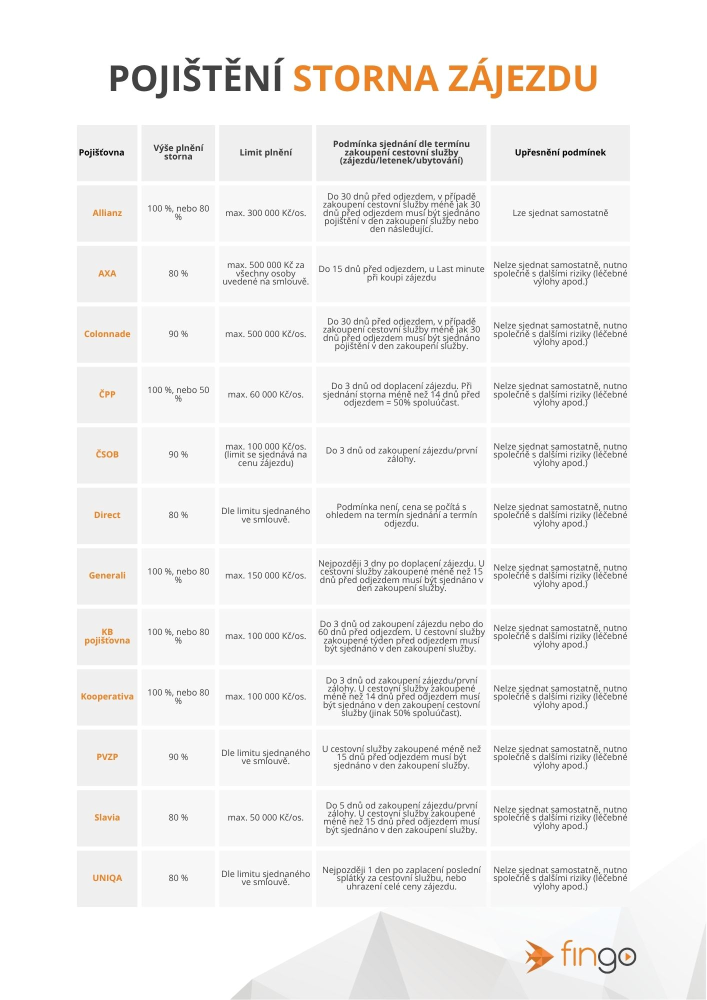 POJIŠTĚNÍ STORNA ZÁJEZDU
Pojišťovna
Výše plnění
storna
Limit plnění
Podmínka sjednání dle termínu
zakoupení cestovní služby
(zájezdu/letenek/ubytování)
Upřesnění podmínek
Allianz
100 %, nebo 80
%
max. 300 000 Kč/os.
Do 30 dnů před odjezdem, v případě
zakoupení cestovní služby méně jak 30
dnů před odjezdem musí být sjednáno
pojištění v den zakoupení služby nebo
den následující.
Lze sjednat samostatně
AXA
80 %
max. 500 000 Kč za
všechny osoby
uvedené na smlouvě.
Do 15 dnů před odjezdem, u Last minute
při koupi zájezdu
Nelze sjednat samostatně, nutno
společně s dalšími riziky (léčebné
výlohy apod.)
Colonnade
90 %
max. 500 000 Kč/os.
Do 30 dnů před odjezdem, v případě
zakoupení cestovní služby méně jak 30
dnů před odjezdem musí být sjednáno
pojištění v den zakoupení služby.
Nelze sjednat samostatně, nutno
společně s dalšími riziky (léčebné
výlohy apod.)
ČPP
100 %, nebo 50
%
max. 60 000 Kč/os.
Do 3 dnů od doplacení zájezdu. Při
sjednání storna méně než 14 dnů před
odjezdem = 50% spoluúčast.
Nelze sjednat samostatně, nutno
společně s dalšími riziky (léčebné
výlohy apod.)
ČSOB
90 %
max. 100 000 Kč/os.
(limit se sjednává na
cenu zájezdu)
Do 3 dnů od zakoupení zájezdu/první
zálohy.
Nelze sjednat samostatně, nutno
společně s dalšími riziky (léčebné
výlohy apod.)
Direct
80 %
Dle limitu sjednaného
ve smlouvě.
Podmínka není, cena se počítá s
ohledem na termín sjednání a termín
odjezdu.
Nelze sjednat samostatně, nutno
společně s dalšími riziky (léčebné
výlohy apod.)
Generali
100 %, nebo 80
%
max. 150 000 Kč/os.
Nejpozději 3 dny po doplacení zájezdu. U
cestovní služby zakoupené méně než 15
dnů před odjezdem musí být sjednáno v
den zakoupení služby.
Nelze sjednat samostatně, nutno
společně s dalšími riziky (léčebné
výlohy apod.)
KB
pojišťovna
100 %, nebo 80
%
max. 100 000 Kč/os.
Do 3 dnů od zakoupení zájezdu nebo do
60 dnů před odjezdem. U cestovní služby
zakoupené týden před odjezdem musí
být sjednáno v den zakoupení služby.
Nelze sjednat samostatně, nutno
společně s dalšími riziky (léčebné
výlohy apod.)
Kooperativa
100 %, nebo 80
%
max. 100 000 Kč/os.
Do 3 dnů od zakoupení zájezdu/první
zálohy. U cestovní služby zakoupené
méně než 14 dnů před odjezdem musí
být sjednáno v den zakoupení cestovní
služby (jinak 50% spoluúčast).
Nelze sjednat samostatně, nutno
společně s dalšími riziky (léčebné
výlohy apod.)
PVZP
90 %
Dle limitu sjednaného
ve smlouvě.
U cestovní služby zakoupené méně než
15 dnů před odjezdem musí být
sjednáno v den zakoupení služby.
Nelze sjednat samostatně, nutno
společně s dalšími riziky (léčebné
výlohy apod.)
Slavia
80 %
max. 50 000 Kč/os.
Do 5 dnů od zakoupení zájezdu/první
zálohy. U cestovní služby zakoupené
méně než 15 dnů před odjezdem musí
být sjednáno v den zakoupení služby.
Nelze sjednat samostatně, nutno
společně s dalšími riziky (léčebné
výlohy apod.)
UNIQA
80 %
Dle limitu sjednaného
ve smlouvě.
Nejpozději 1 den po zaplacení poslední
splátky za cestovní službu, nebo
uhrazení celé ceny zájezdu.
Nelze sjednat samostatně, nutno
společně s dalšími riziky (léčebné
výlohy apod.)
fingo